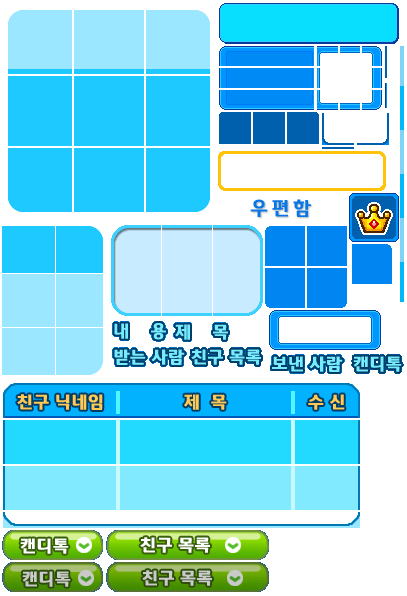 우편함
내 용 제 목
받는 사람 친구 목록
보낸 사람 캔디톡
친구 닉네임 제 목 수 신
캔디톡 친구 목록
캔디톡 친구 목록